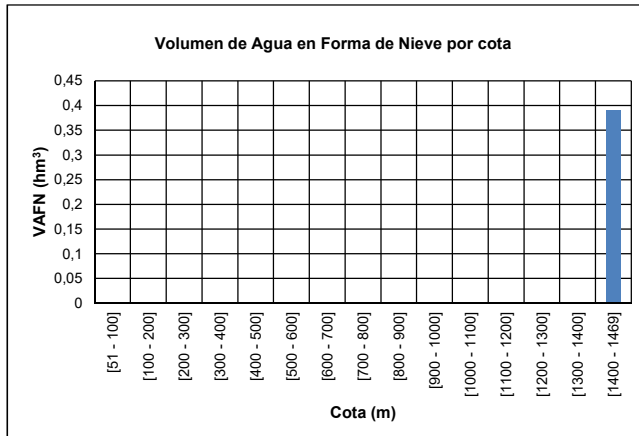 Volumen de Agua en Forma de Nieve por cota
VAFN (hm³)
0,45
0,4
0,35
0,3
0,25
0,2
0,15
0,1
0,05
0
[51 - 100]
[100 - 200]
[200 - 300]
[300 - 400]
[400 - 500]
[500 - 600]
[600 - 700]
[700 - 800]
[800 - 900]
[900 - 1000]
[1000 - 1100]
[1100 - 1200]
[1200 - 1300]
[1300 - 1400]
[1400 - 1469]
Cota (m)